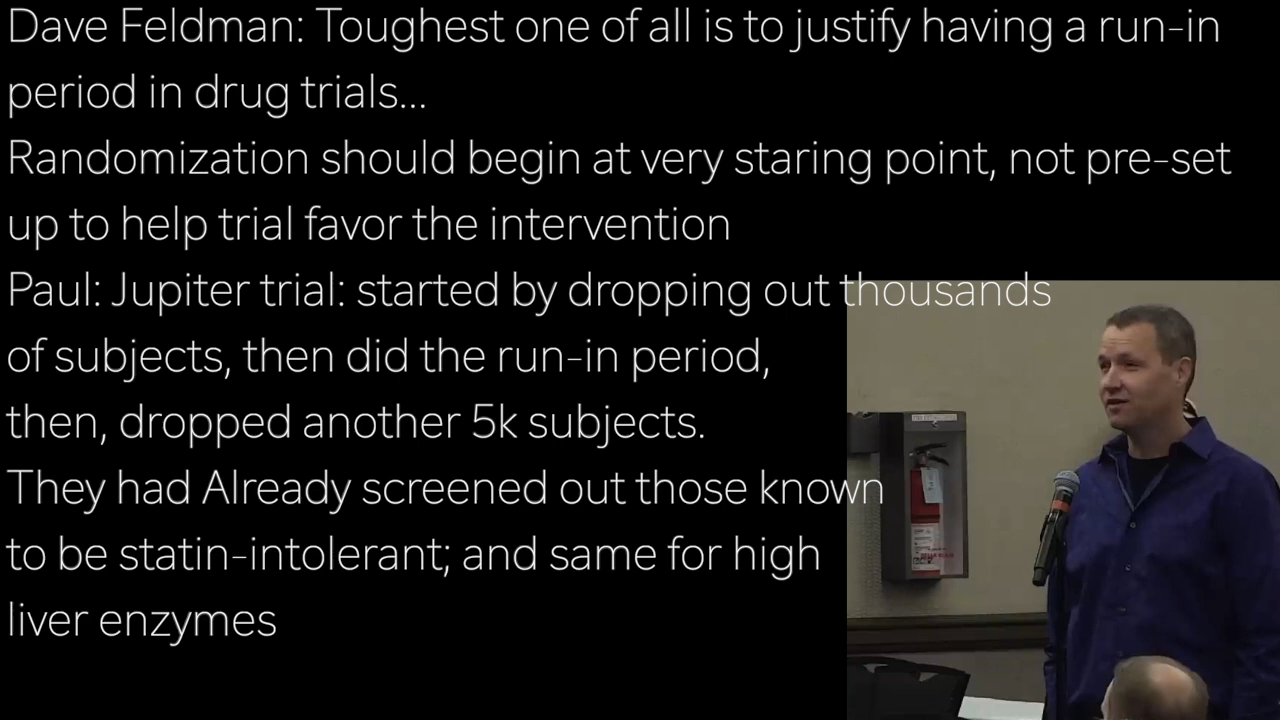 Dave Feldman: Toughest one of all is to justify having a run-in
period in drug trials...
Randomization should begin at very staring point, not pre-set
up to help trial favor the intervention
Paul: Jupiter trial: started by dropping out thousands
of subjects, then did the run-in period,
then, dropped another 5k subjects.
They had Already screened out those known
to be statin-intolerant; and same for high
liver enzymes